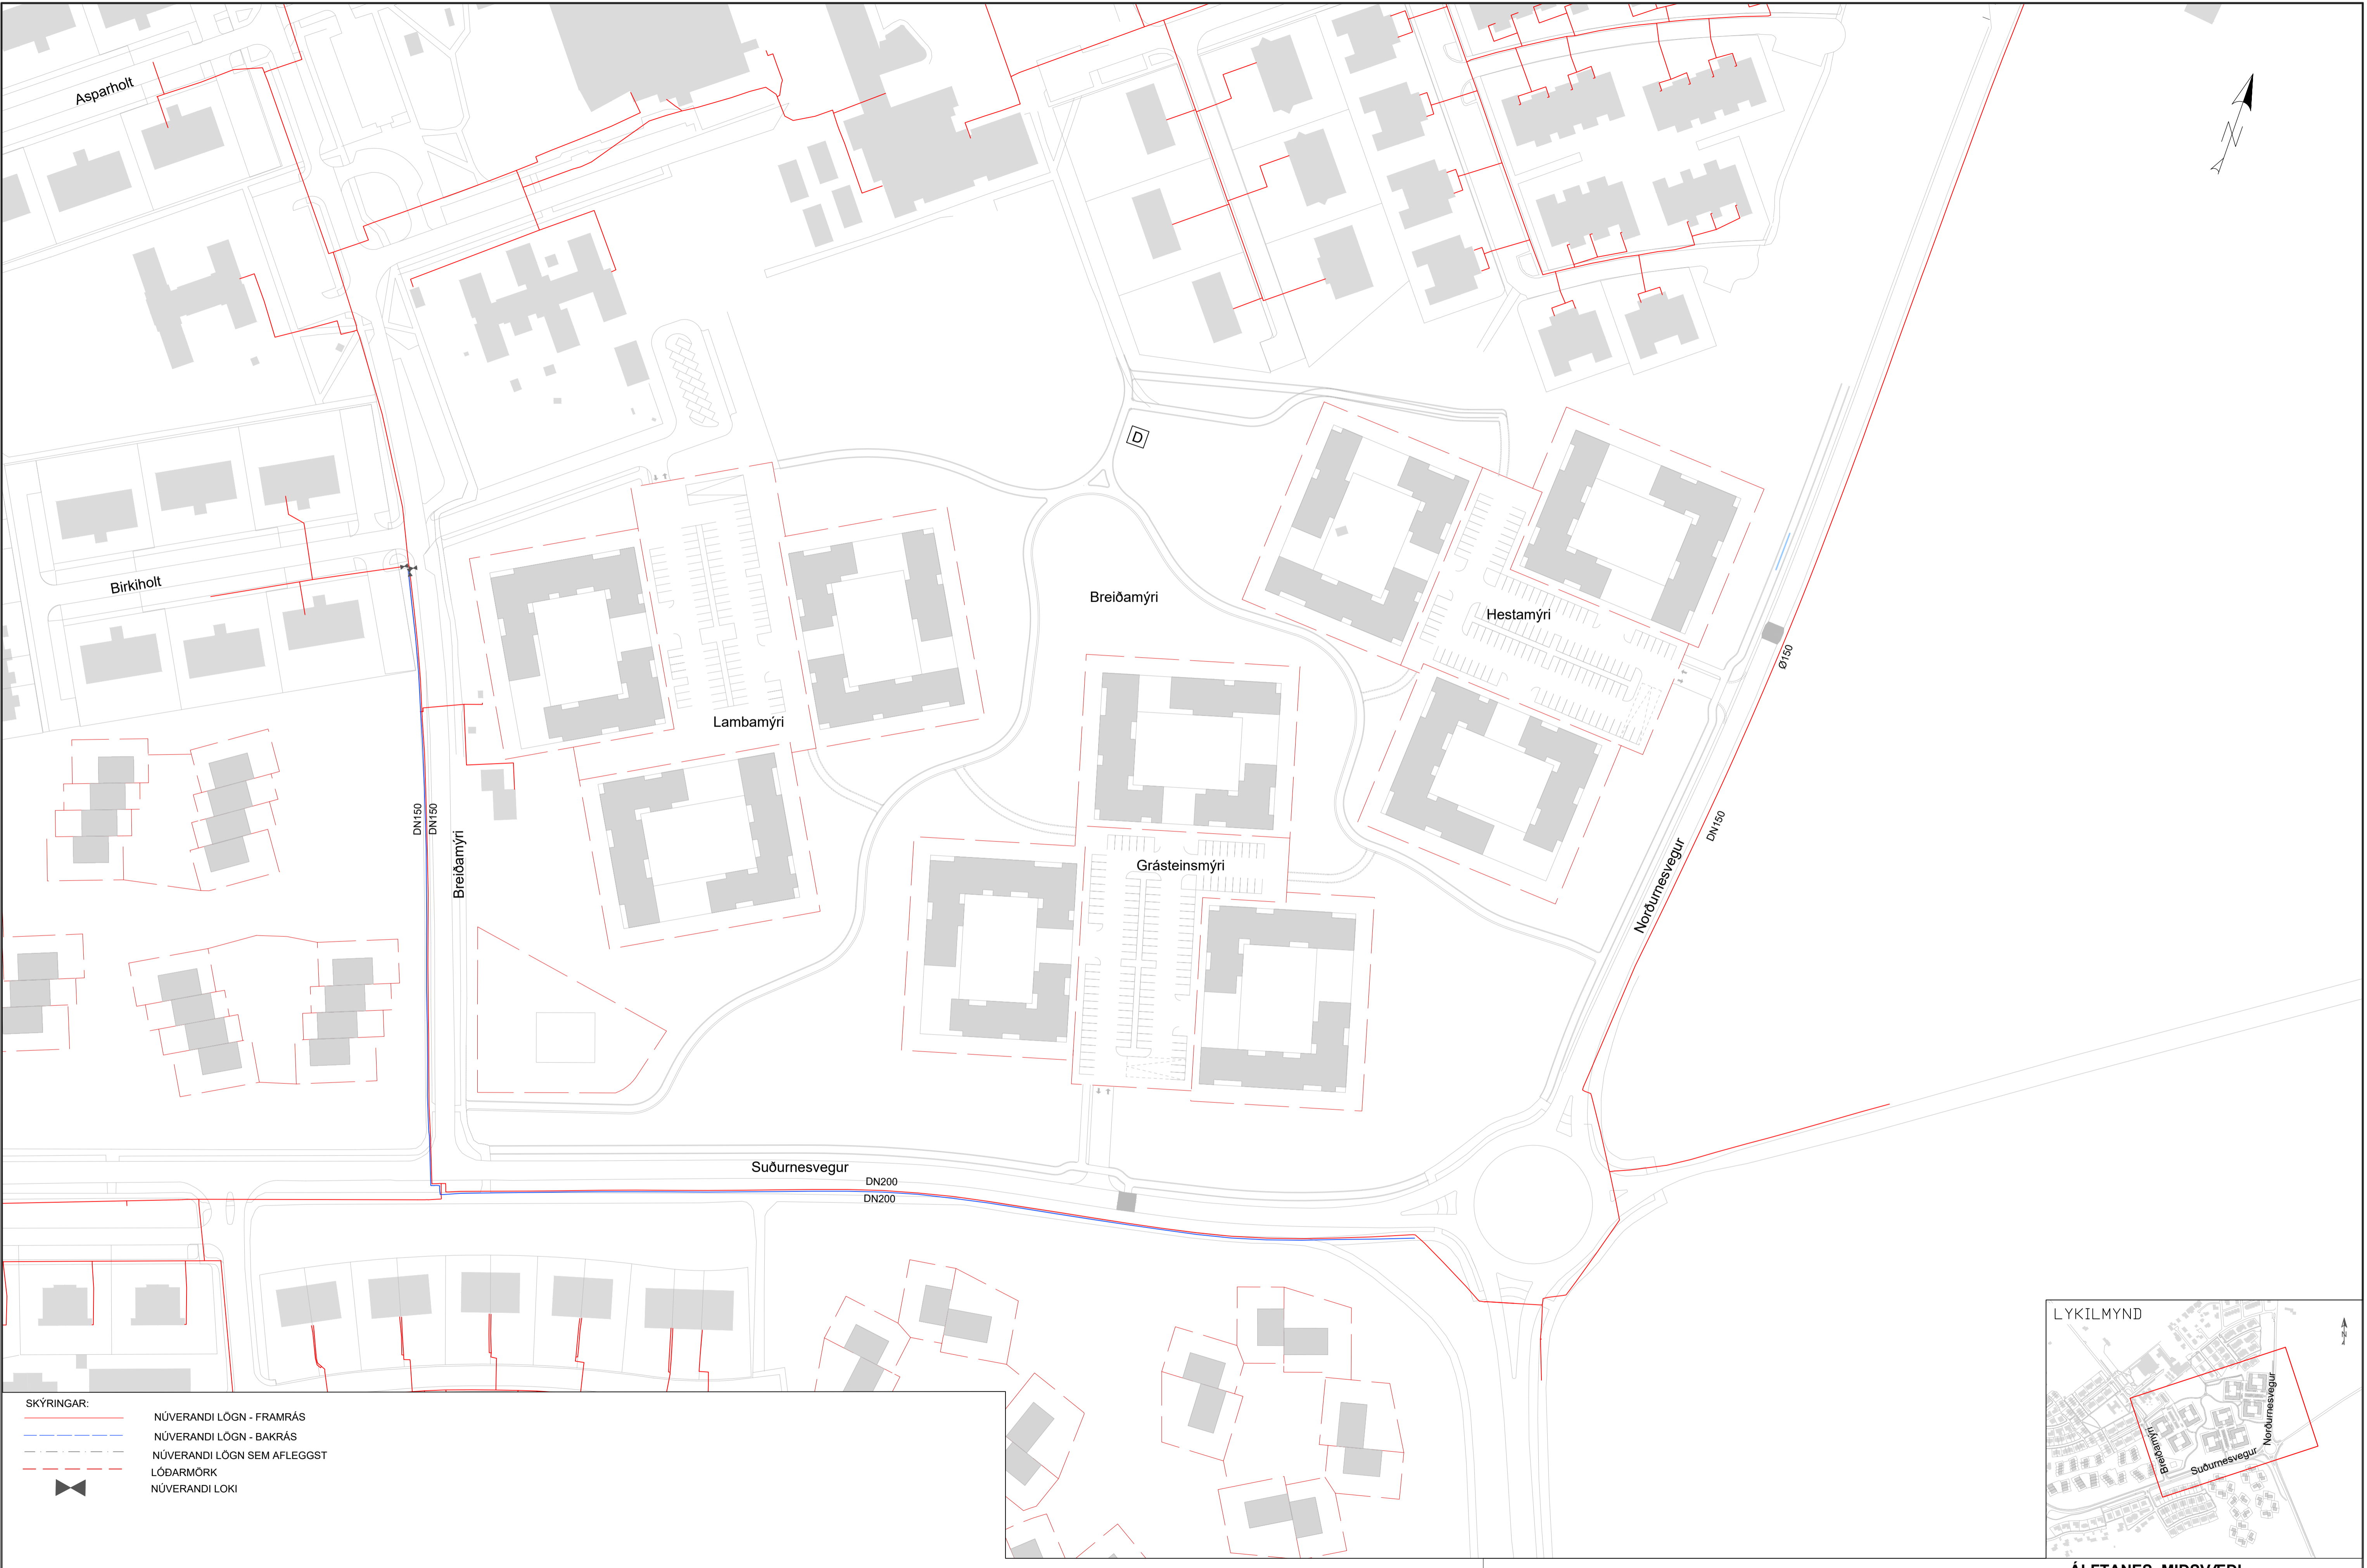 Asparholt
N
D
Birkiholt
Breiðamýri
Hestamýri
Ø150
Lambamýri
DN150
DN150
Breiðamýri
DN150
Grásteinsmýri
Norðurnesvegur
Suðurnesvegur
DN200
DN200
LYKILMYND
N
Norðurnesvegur
Breiðamýri
Suðurnesvegur
SKÝRINGAR:
NÚVERANDI LÖGN - FRAMRÁS
NÚVERANDI LÖGN - BAKRÁS
NÚVERANDI LÖGN SEM AFLEGGST
LÓÐARMÖRK
NÚVERANDI LOKI